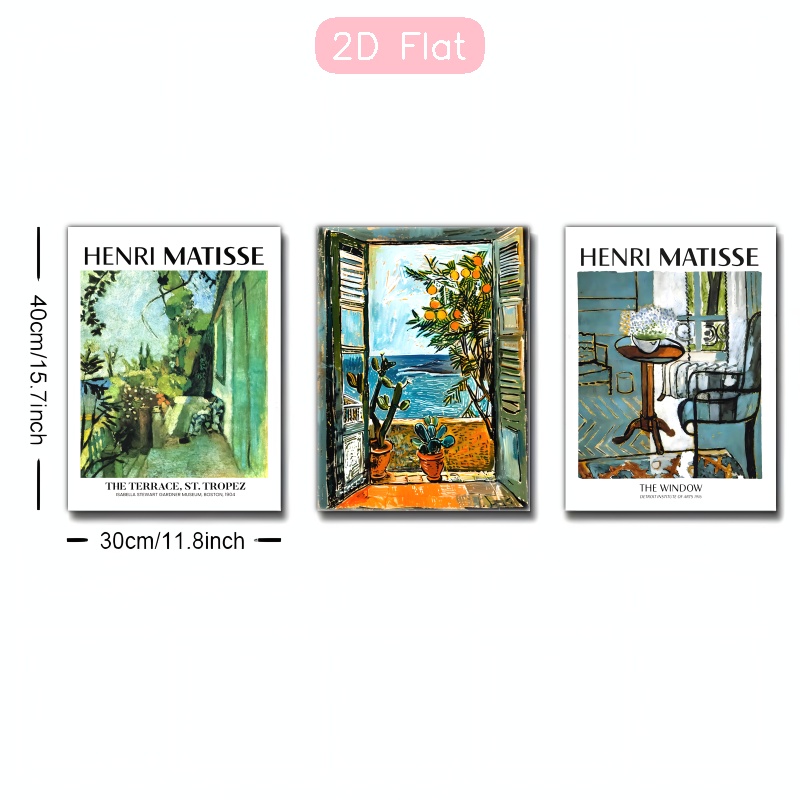 2D Flat
HENRI MATISSE
THE TERRACE, ST. TROPEZ
ISABELLA STEWART GARDNER MUSEUM, BOSTON, 1904
HENRI MATISSE
THE WINDOW
DETROIT INSTITUTE OF ARTS 1916
40cm/15.7inch
30cm/11.8inch